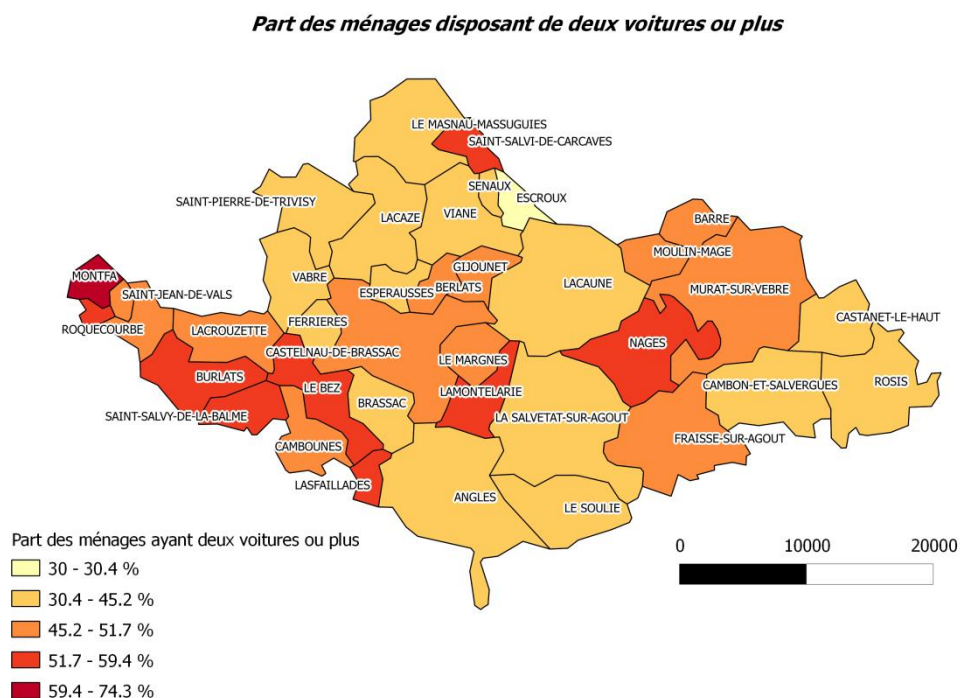 Part des ménages disposant de deux voitures ou plus
LE MASNAU-MASSUGUIES
SAINT-SALVI-DE-CARCAVES
SENAUX
ESCROUX
SAINT-PIERRE-DE-TRIVISY
LACAZE
VIANE
BARRE
MOULIN-MAGE
GIJOUNET
MONTFA
VABRE
LACAUNE
BERLATS
ESPERAUSSES
MURAT-SUR-VEBRE
SAINT-JEAN-DE-VALS
CASTANET-LE-HAUT
FERRIERES
ROQUECOURBE
LACROUZETTE
NAGES
CASTELNAU-DE-BRASSAC
LE MARGNES
BURLATS
ROSIS
LE BEZ
CAMBON-ET-SALVERGUES
LAMONTELARIE
BRASSAC
SAINT-SALVY-DE-LA-BALME
LA SALVETAT-SUR-AGOUT
FRAISSE-SUR-AGOUT
CAMBOUNES
LASFAILLADES
ANGLES
LE SOULIE
Part des ménages ayant deux voitures ou plus
30 - 30.4 %
30.4 - 45.2 %
45.2 - 51.7 %
51.7 - 59.4 %
59.4 - 74.3 %
0 10000 20000